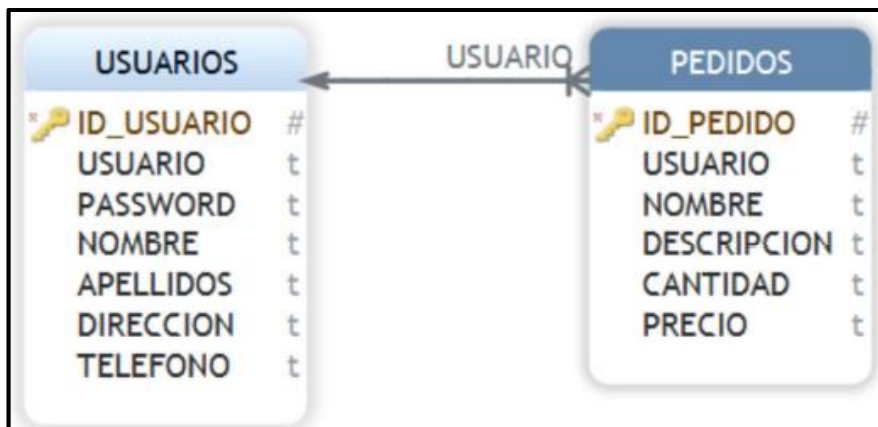 USUARIOS
ID_USUARIO #
USUARIO t
PASSWORD t
NOMBRE t
APELLIDOS t
DIRECCION t
TELEFONO t
USUARIO
PEDIDOS
ID_PEDIDO #
USUARIO t
NOMBRE t
DESCRIPCION t
CANTIDAD t
PRECIO t